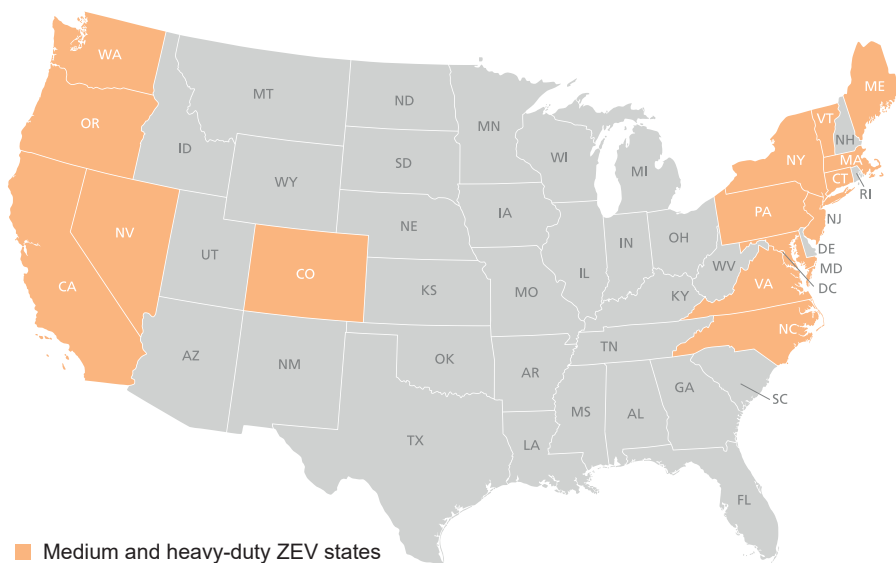 WA
MT
ND
MN
ME
VT
NH
OR
ID
SD
WI
MI
NY
MA
CT
RI
WY
IA
PA
NJ
NV
UT
NE
OH
IN
IL
DE
MD
DC
CA
CO
KS
MO
WV
VA
KY
NC
AZ
NM
OK
TN
AR
SC
MS
AL
GA
TX
LA
FL
Medium and heavy-duty ZEV states